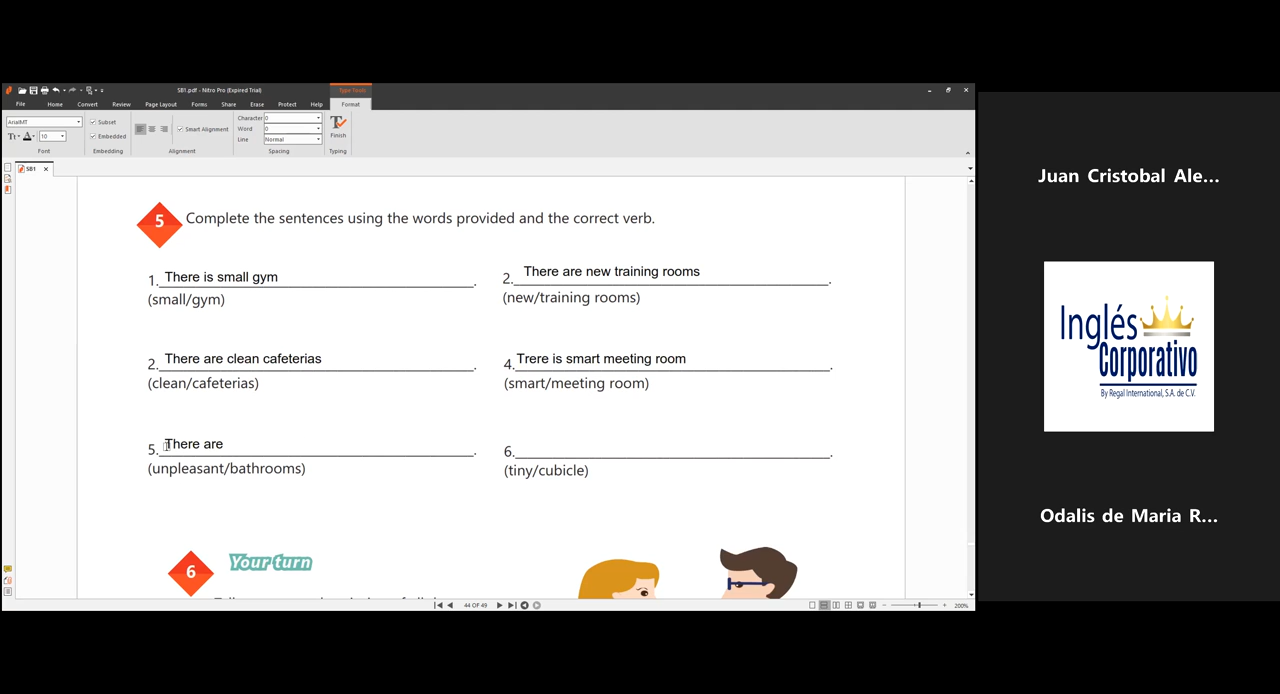 SB1.pdf - Nitro Pro (Expired Trial)
Type Tools
File Home Convert Review Page Layout Forms Share Erase Protect Help Format
ArialMT
Subset
Character 0
Tt A 10
Embedded
Smart Alignment
Word 0
Line Normal
Finish
Font Embedding Alignment Spacing Typing
SB1
5 Complete the sentences using the words provided and the correct verb.
1. There is small gym.
(small/gym)
2. There are new training rooms.
(new/training rooms)
2. There are clean cafeterias.
(clean/cafeterias)
4. Trere is smart meeting room.
(smart/meeting room)
5. There are.
(unpleasant/bathrooms)
6. .
(tiny/cubicle)
6 Your turn
44 OF 49
200%
Juan Cristobal Ale...
Inglés
Corporativo
By Regal International, S.A. de C.V.
Odalis de Maria R...